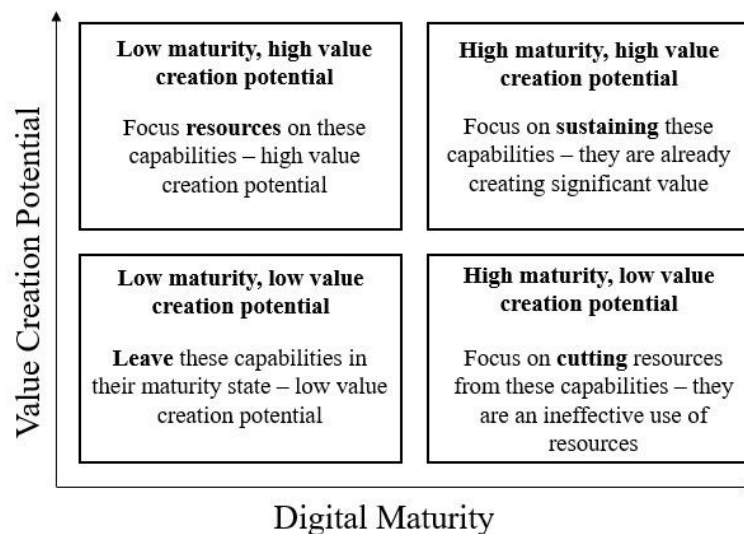 Value Creation Potential
Low maturity, high value
creation potential
Focus resources on these
capabilities – high value
creation potential
High maturity, high value
creation potential
Focus on sustaining these
capabilities – they are already
creating significant value
Low maturity, low value
creation potential
Leave these capabilities in
their maturity state – low value
creation potential
High maturity, low value
creation potential
Focus on cutting resources
from these capabilities – they
are an ineffective use of
resources
Digital Maturity